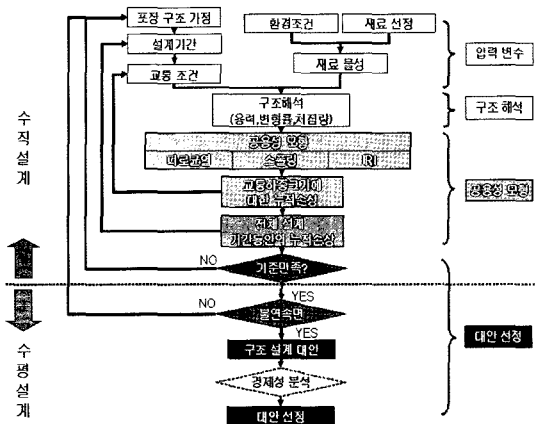 포장 구조 가정
환경조건
재료 선정
설계기간
입력 변수
교통 조건
재료 물성
구조해석
(응력,변형률,처짐량)
구조 해석
공용성 모형
피로균열
스폴링
IRI
교통하중크기에
대한 누적손상
공용성 모형
전체 설계
기간동안의 누적손상
수직설계
NO
기준만족?
YES
NO
불연속면
YES
대안 선정
구조 설계 대안
수평설계
경제성 분석
대안 선정